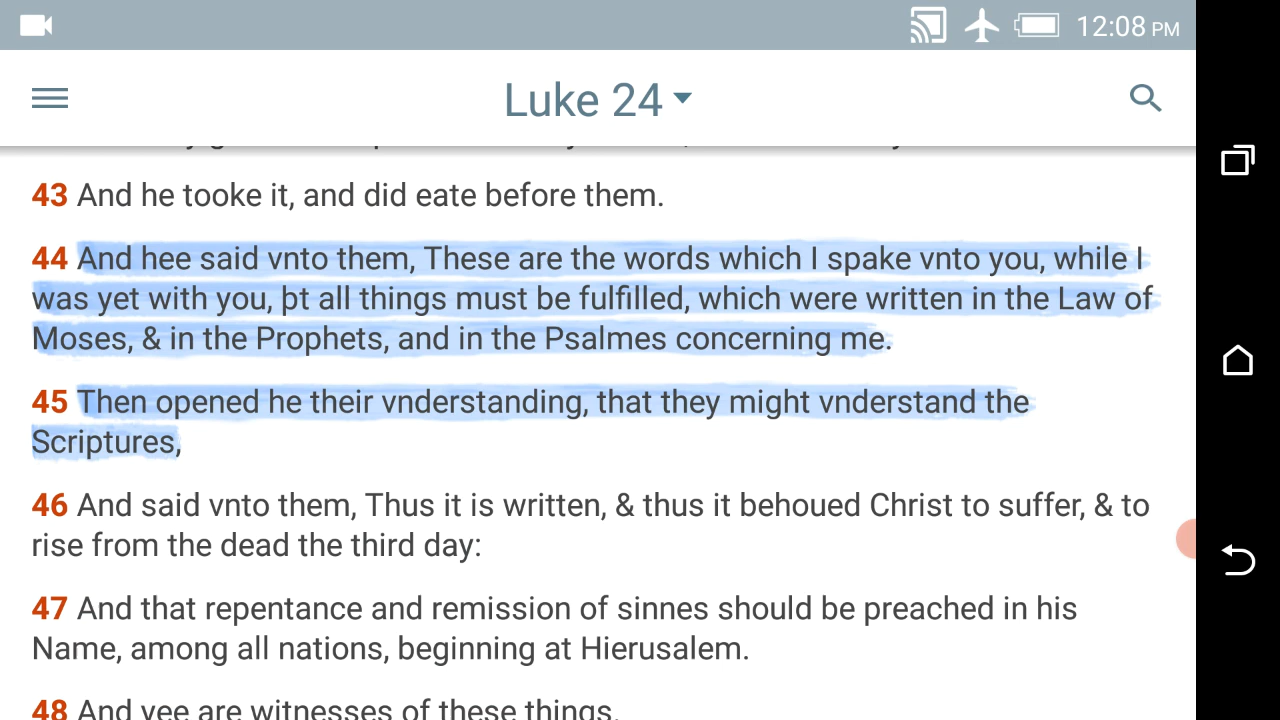 12:08 PM
Luke 24
43 And he tooke it, and did eate before them.
44 And hee said vnto them, These are the words which I spake vnto you, while I
was yet with you, þt all things must be fulfilled, which were written in the Law of
Moses, & in the Prophets, and in the Psalmes concerning me.
45 Then opened he their vnderstanding, that they might vnderstand the
Scriptures,
46 And said vnto them, Thus it is written, & thus it behoued Christ to suffer, & to
rise from the dead the third day:
47 And that repentance and remission of sinnes should be preached in his
Name, among all nations, beginning at Hierusalem.
48 And yee are witnesses of these things.